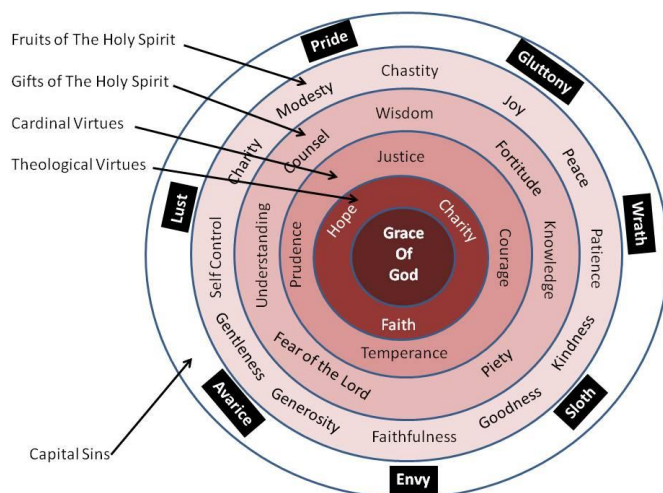 Fruits of The Holy Spirit
Gifts of The Holy Spirit
Cardinal Virtues
Theological Virtues
Capital Sins
Pride
Gluttony
Wrath
Sloth
Envy
Avarice
Lust
Chastity
Joy
Peace
Patience
Kindness
Goodness
Faithfulness
Generosity
Gentleness
Self Control
Charity
Modesty
Wisdom
Fortitude
Knowledge
Piety
Fear of the Lord
Understanding
Counsel
Justice
Courage
Temperance
Prudence
Hope
Charity
Faith
Grace
Of
God